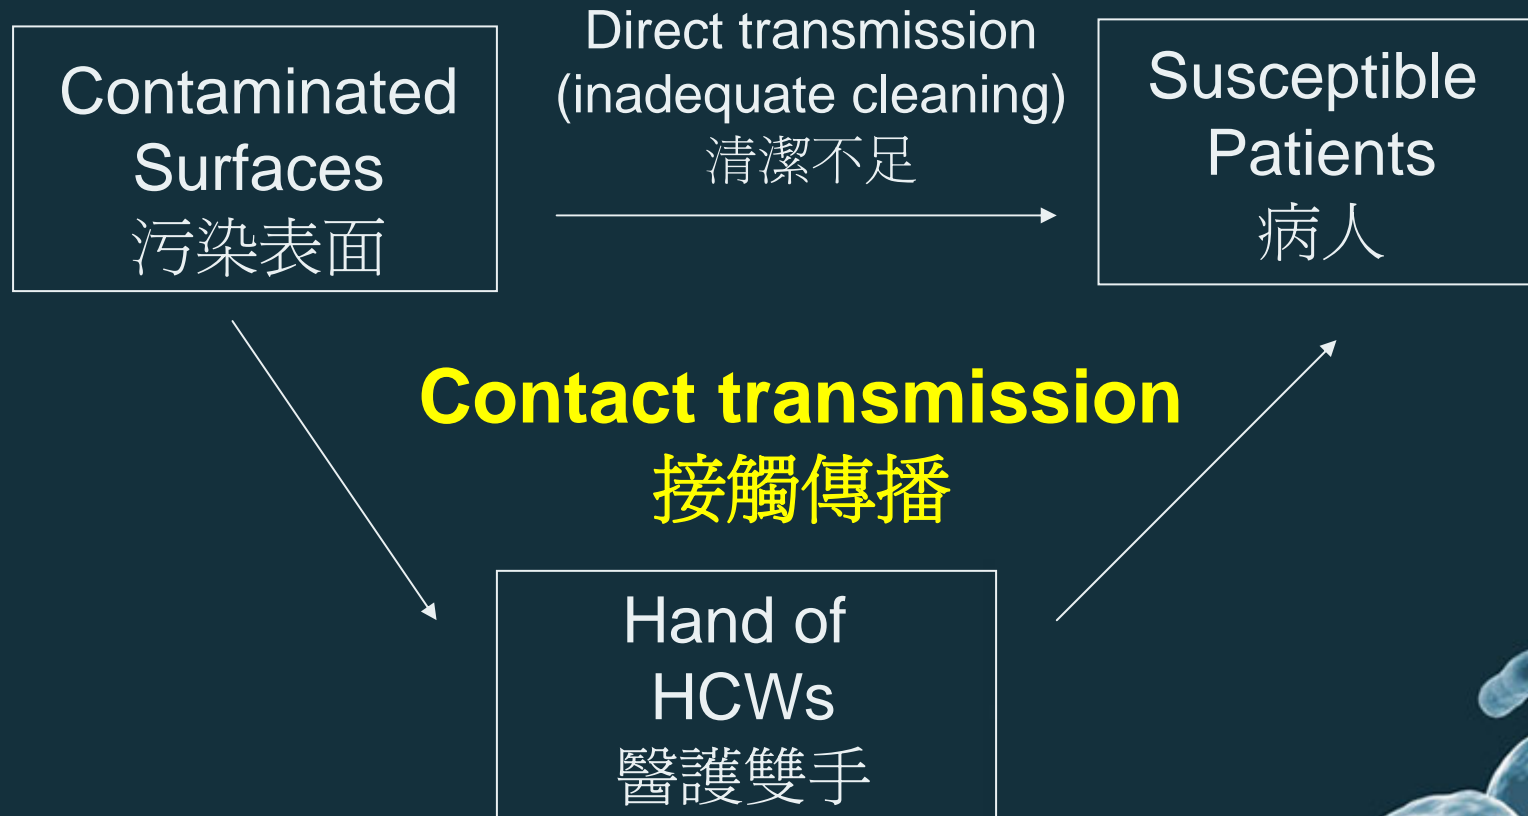 Contaminated
Surfaces
污染表面
Direct transmission
(inadequate cleaning)
清潔不足
Susceptible
Patients
病人
Contact transmission
接觸傳播
Hand of
HCWs
醫護雙手